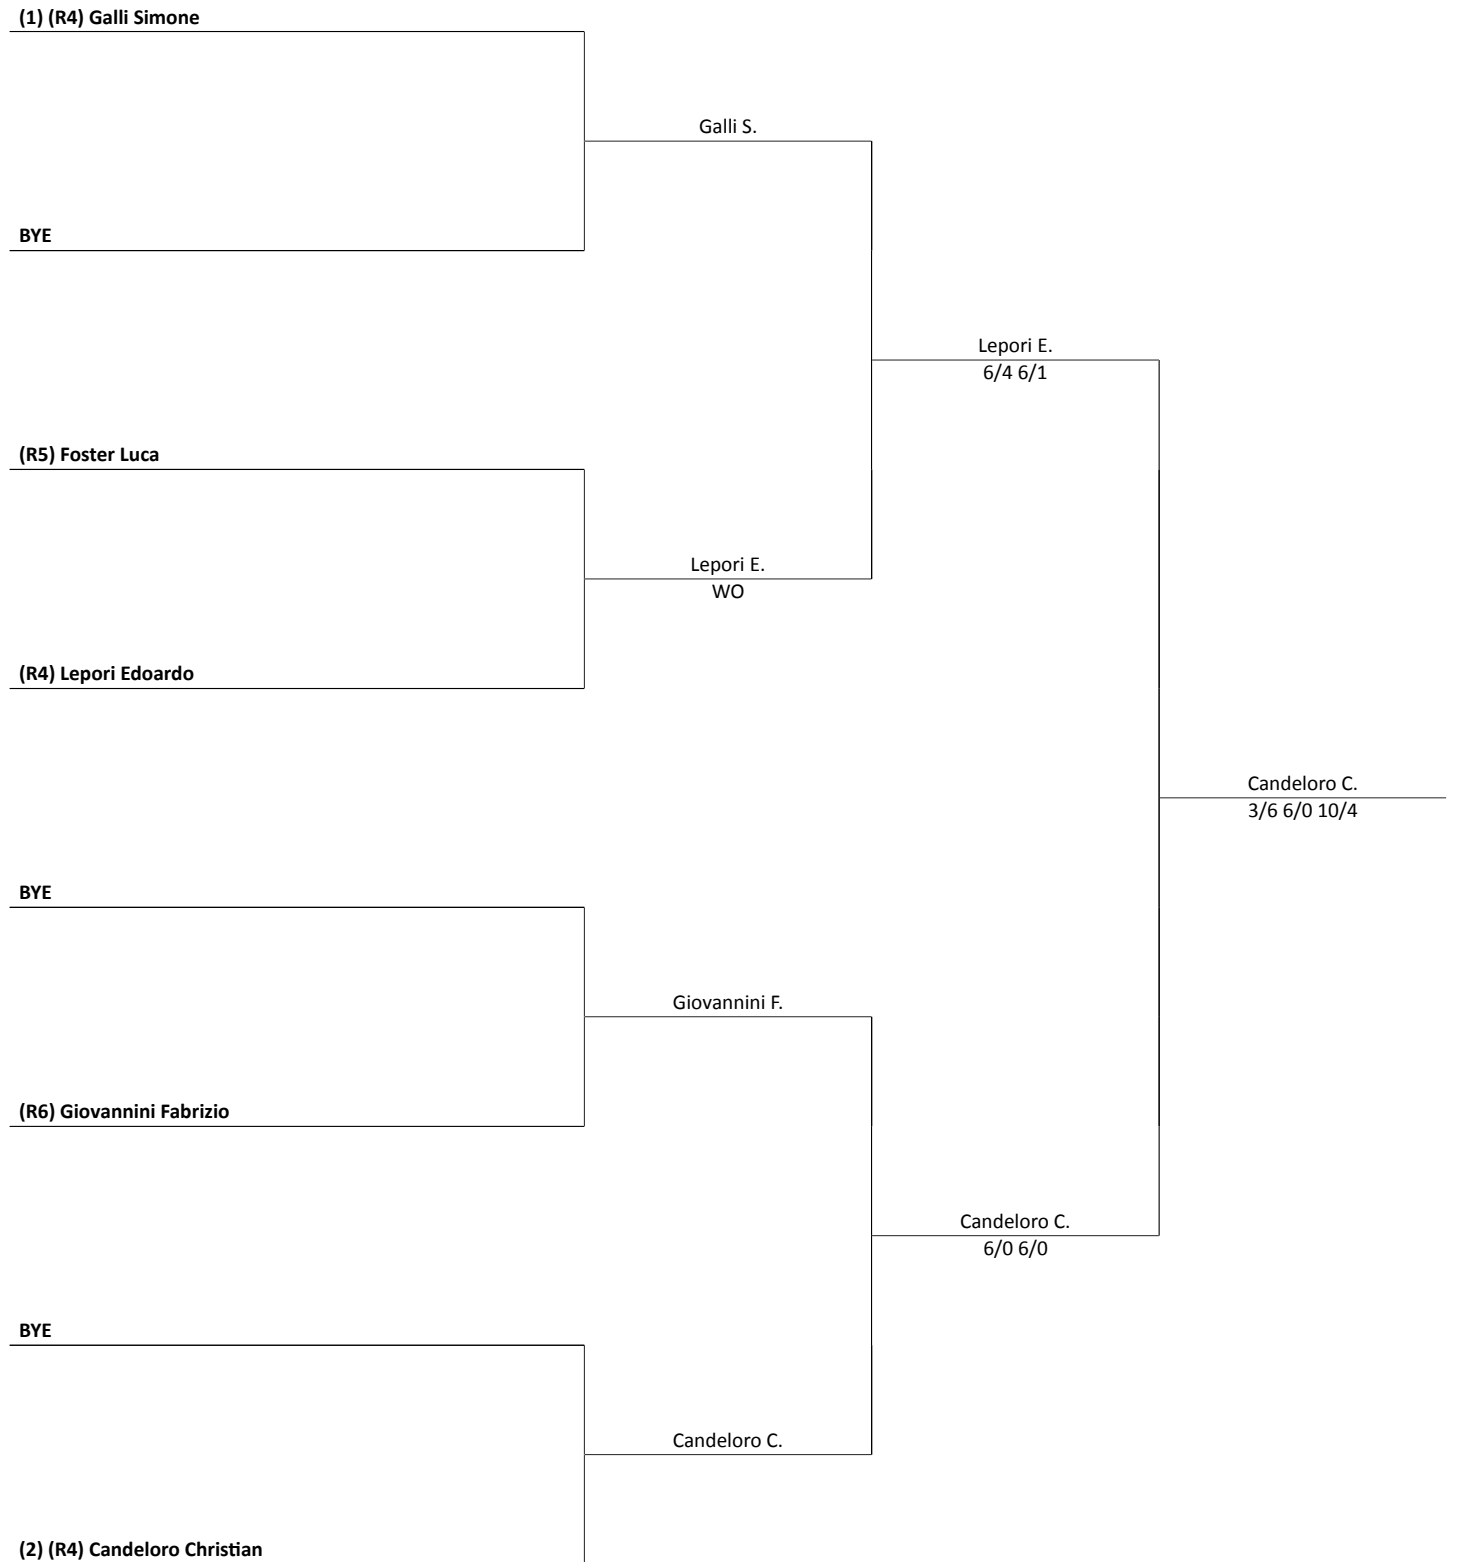 (1) (R4) Galli Simone
Galli S.
BYE
Lepori E.
6/4 6/1
(R5) Foster Luca
Lepori E.
WO
(R4) Lepori Edoardo
Candeloro C.
3/6 6/0 10/4
BYE
Giovannini F.
(R6) Giovannini Fabrizio
Candeloro C.
6/0 6/0
BYE
Candeloro C.
(2) (R4) Candeloro Christian